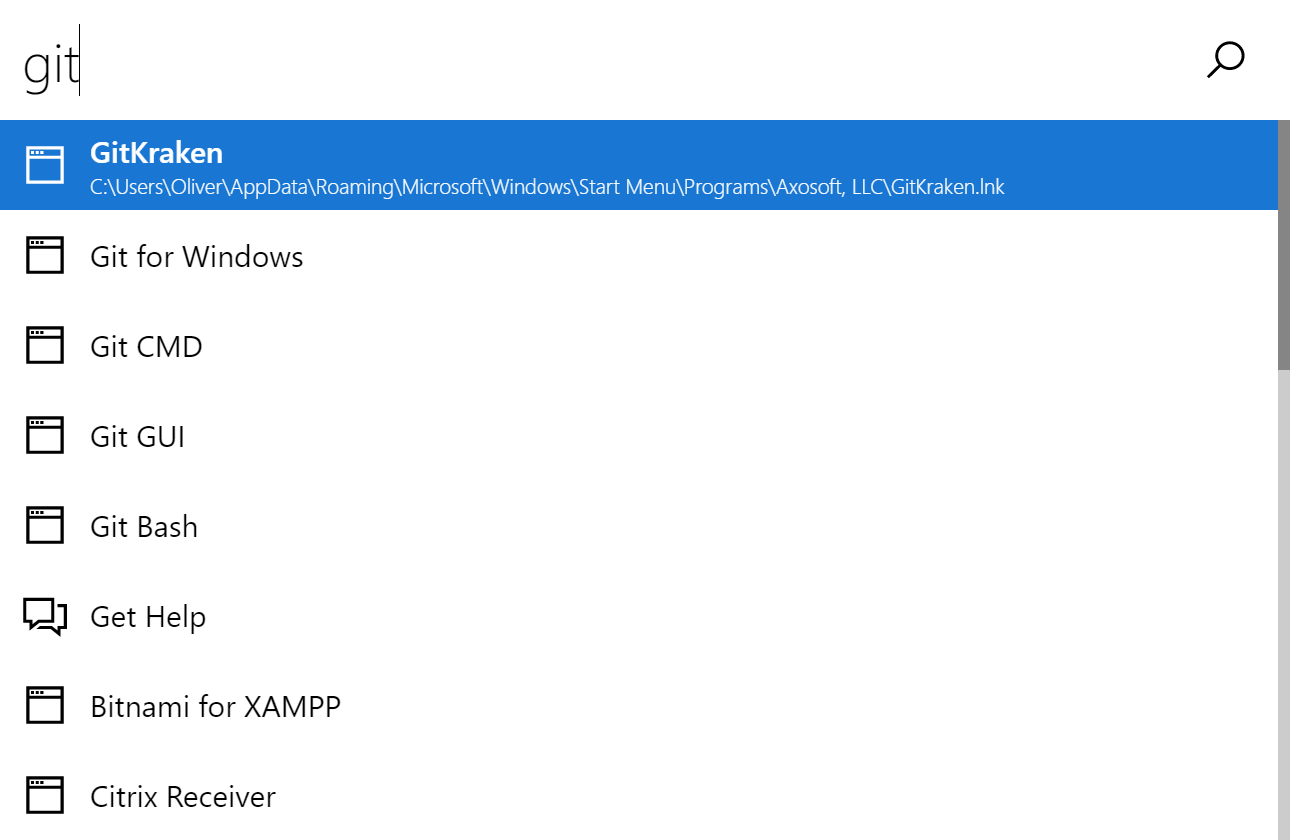 git
GitKraken
C:\Users\Oliver\AppData\Roaming\Microsoft\Windows\Start Menu\Programs\Axosoft, LLC\GitKraken.lnk
Git for Windows
Git CMD
Git GUI
Git Bash
Get Help
Bitnami for XAMPP
Citrix Receiver